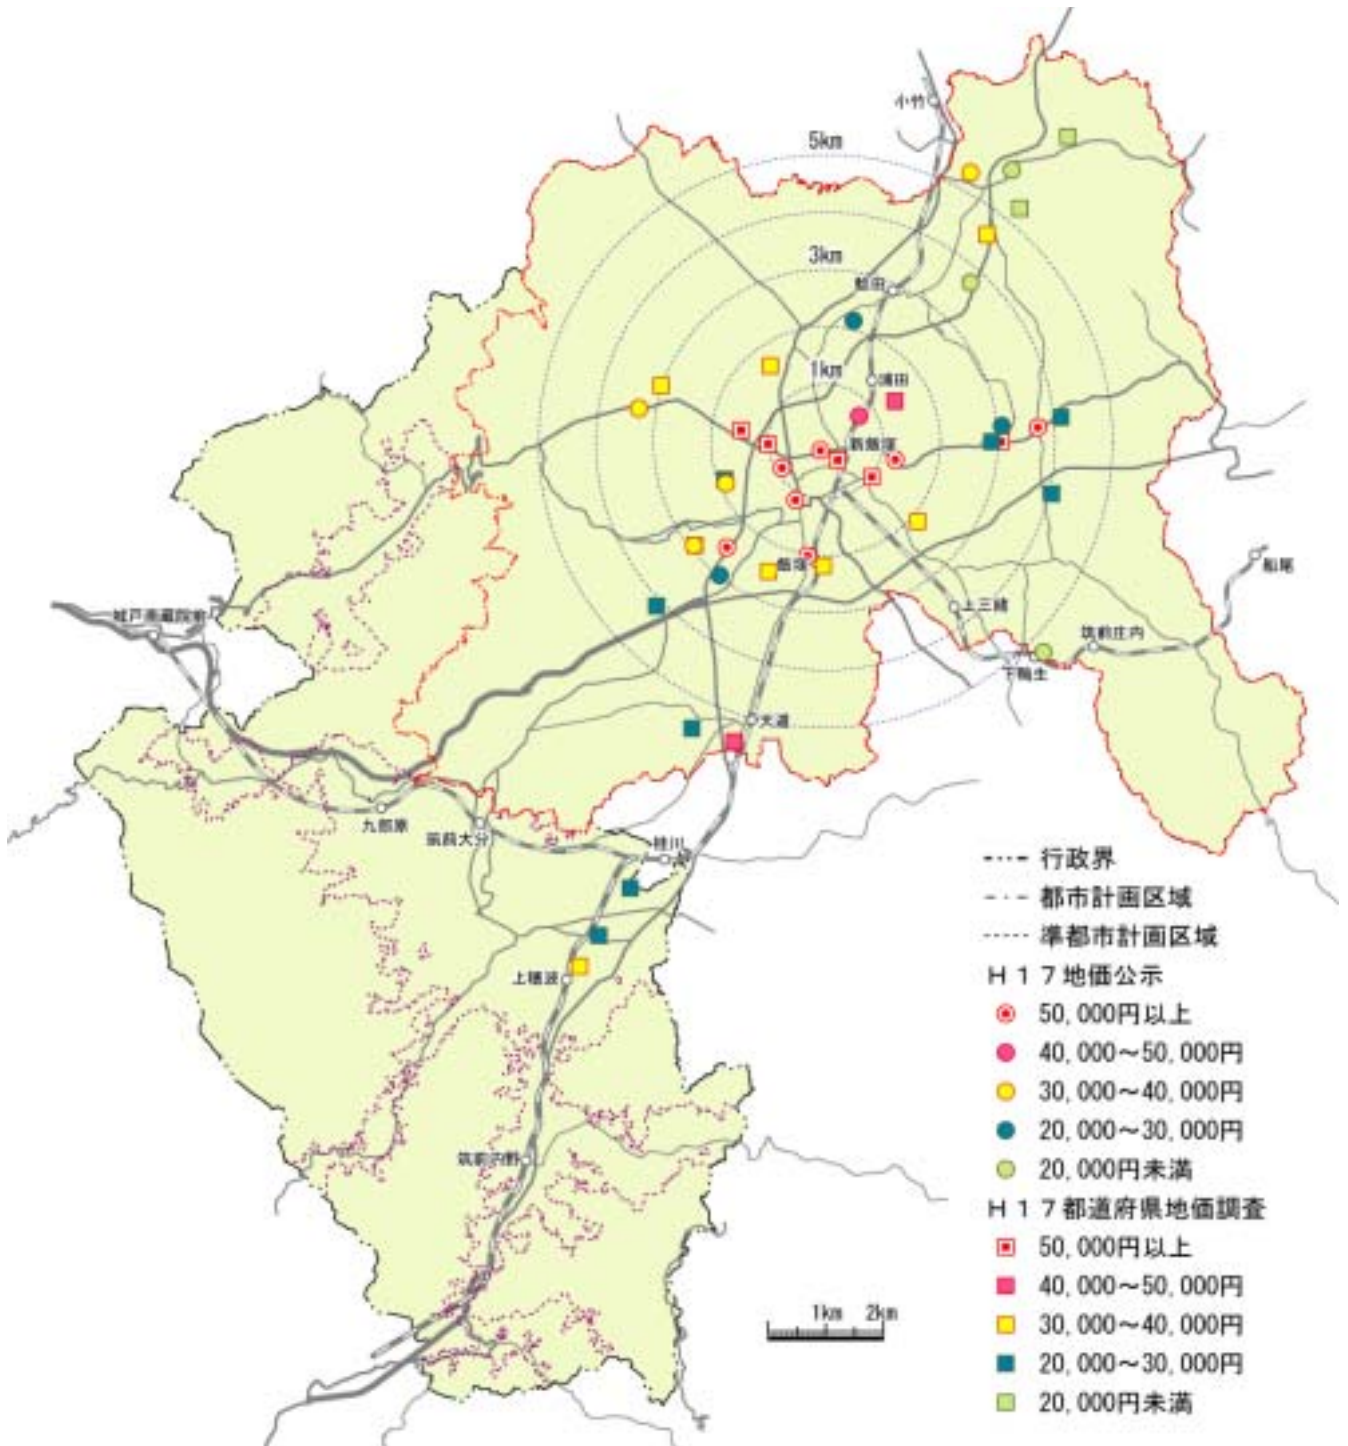 小竹
5km
3km
鯰田
1km
浦田
新飯塚
飯塚
船尾
上三緒
筑前庄内
下鴨生
城戸南蔵院前
天道
九郎原
筑前大分
桂川
上穂波
筑前内野
行政界
都市計画区域
準都市計画区域
H17地価公示
50,000円以上
40,000～50,000円
30,000～40,000円
20,000～30,000円
20,000円未満
H17都道府県地価調査
50,000円以上
40,000～50,000円
30,000～40,000円
20,000～30,000円
20,000円未満
1km 2km